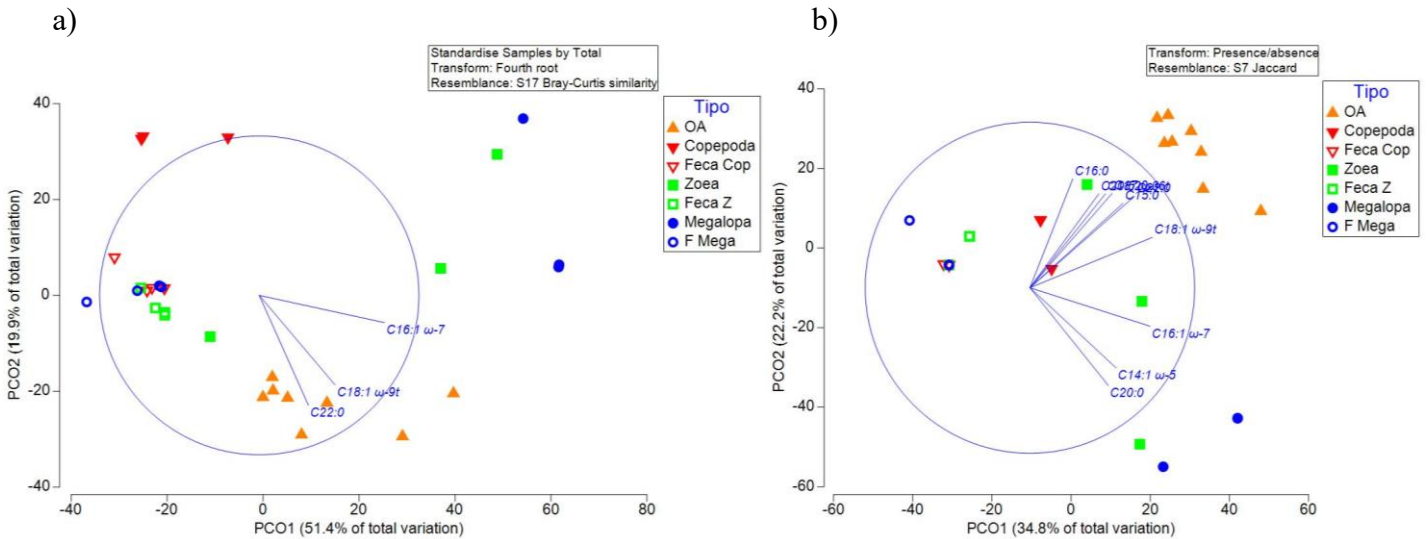 a)
Standardise Samples by Total
Transform: Fourth root
Resemblance: S17 Bray-Curtis similarity
Tipo
OA
Copepoda
Feca Cop
Zoea
Feca Z
Megalopa
F Mega
40
20
0
-20
-40
PCO2 (19.9% of total variation)
C16:1 ω-7
C18:1 ω-9t
C22:0
-40 -20 0 20 40 60 80
PCO1 (51.4% of total variation)
b)
Transform: Presence/absence
Resemblance: S7 Jaccard
Tipo
OA
Copepoda
Feca Cop
Zoea
Feca Z
Megalopa
F Mega
40
20
0
-20
-40
-60
PCO2 (22.2% of total variation)
C16:0
C15:0
C18:1 ω-9t
C16:1 ω-7
C14:1 ω-5
C20:0
-60 -40 -20 0 20 40 60
PCO1 (34.8% of total variation)